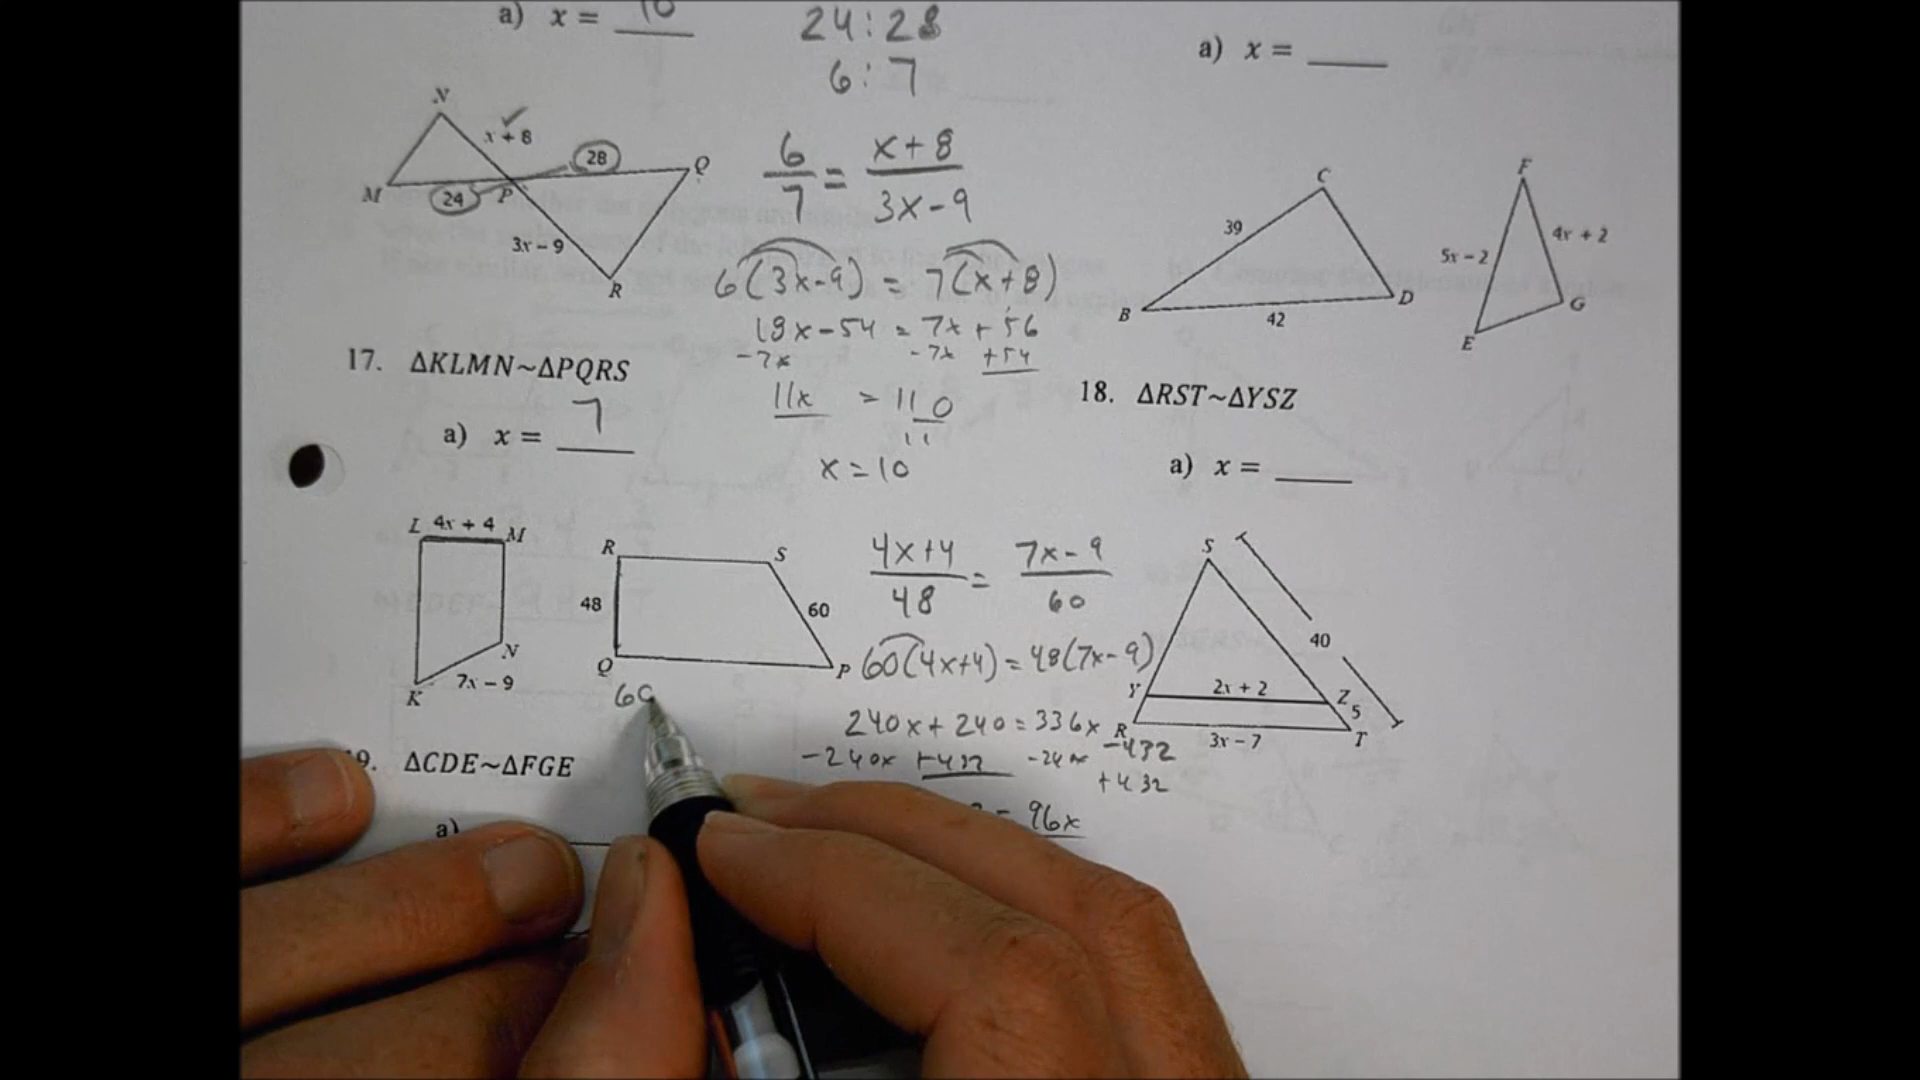 a) x = 10
24:28
6:7
a) x =
N
x + 8
28
Q
M
24
P
3x - 9
R
6/7 = x+8/3x-9
6(3x-9) = 7(x+8)
18x-54 = 7x + 56
-7x -7x +54
11x = 110
11
x = 10
C
39
B
42
D
F
5x - 2
4x + 2
G
E
17. ΔKLMN~ΔPQRS
a) x = 7
18. ΔRST~ΔYSZ
a) x =
L 4x + 4 M
N
K
7x - 9
R
S
48
60
Q
P
60
4x+4/48 = 7x-9/60
60(4x+4) = 48(7x-9)
240x + 240 = 336x -432
-240x +432 -240x +432
= 96x
S
40
Y
2x + 2
Z
5
R
3x - 7
T
9. ΔCDE~ΔFGE
a)